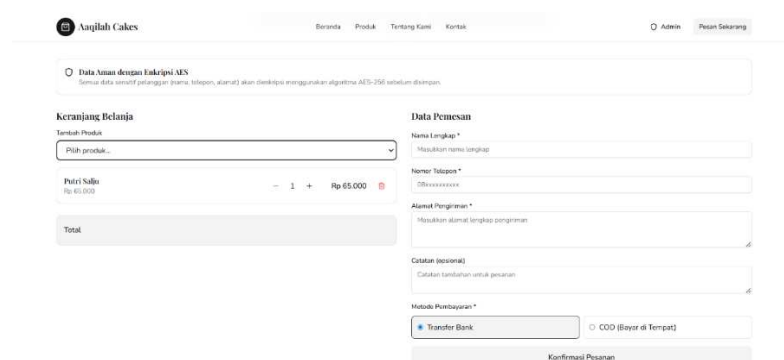 Aaqilah Cakes
Beranda Produk Tentang Kami Kontak
Admin
Pesan Sekarang
Data Aman dengan Enkripsi AES
Semua data sensitif pelanggan (nama, telepon, alamat) akan dienkripsi menggunakan algoritma AES-256 sebelum disimpan.
Keranjang Belanja
Tambah Produk
Pilih produk...
Putri Salju
Rp 65.000
− 1 + Rp 65.000
Total
Data Pemesan
Nama Lengkap *
Masukkan nama lengkap
Nomor Telepon *
08xxxxxxxxxx
Alamat Pengiriman *
Masukkan alamat lengkap pengiriman
Catatan (opsional)
Catatan tambahan untuk pesanan
Metode Pembayaran *
Transfer Bank
COD (Bayar di Tempat)
Konfirmasi Pesanan